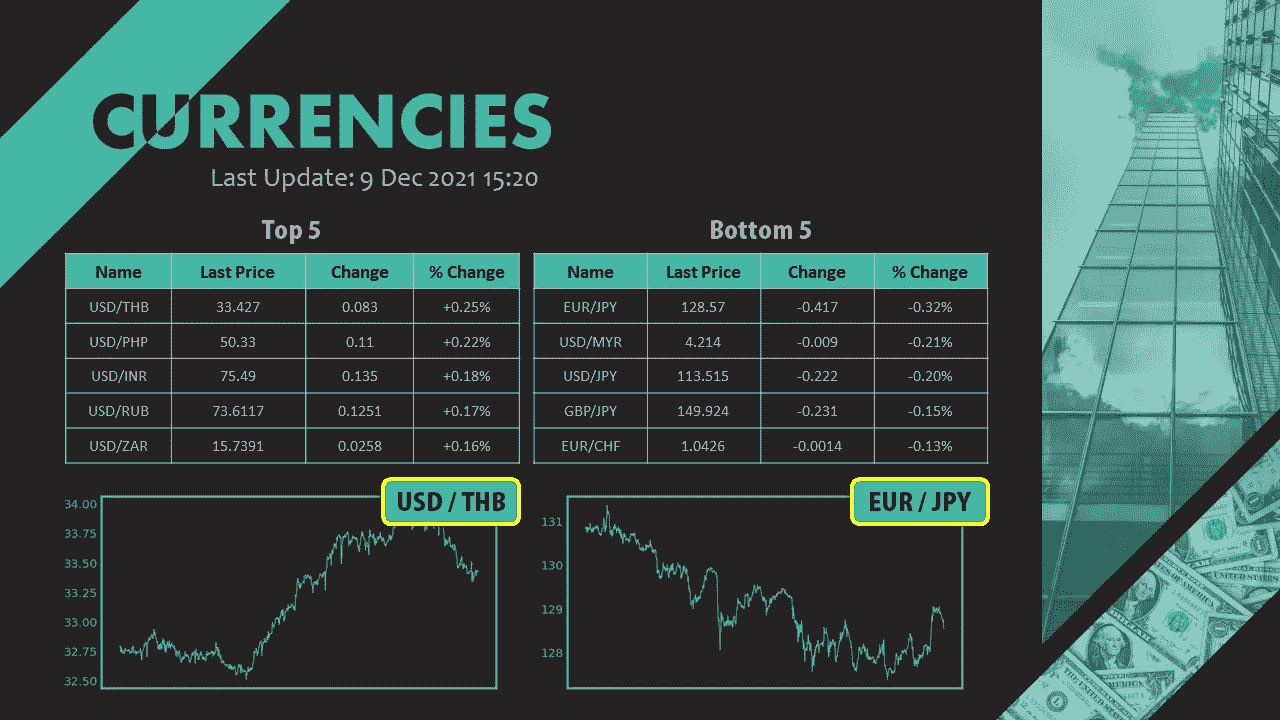 CURRENCIES
Last Update: 9 Dec 2021 15:20
Top 5
Name Last Price Change % Change
USD/THB 33.427 0.083 +0.25%
USD/PHP 50.33 0.11 +0.22%
USD/INR 75.49 0.135 +0.18%
USD/RUB 73.6117 0.1251 +0.17%
USD/ZAR 15.7391 0.0258 +0.16%
Bottom 5
Name Last Price Change % Change
EUR/JPY 128.57 -0.417 -0.32%
USD/MYR 4.214 -0.009 -0.21%
USD/JPY 113.515 -0.222 -0.20%
GBP/JPY 149.924 -0.231 -0.15%
EUR/CHF 1.0426 -0.0014 -0.13%
USD / THB
34.00
33.75
33.50
33.25
33.00
32.75
32.50
EUR / JPY
131
130
129
128